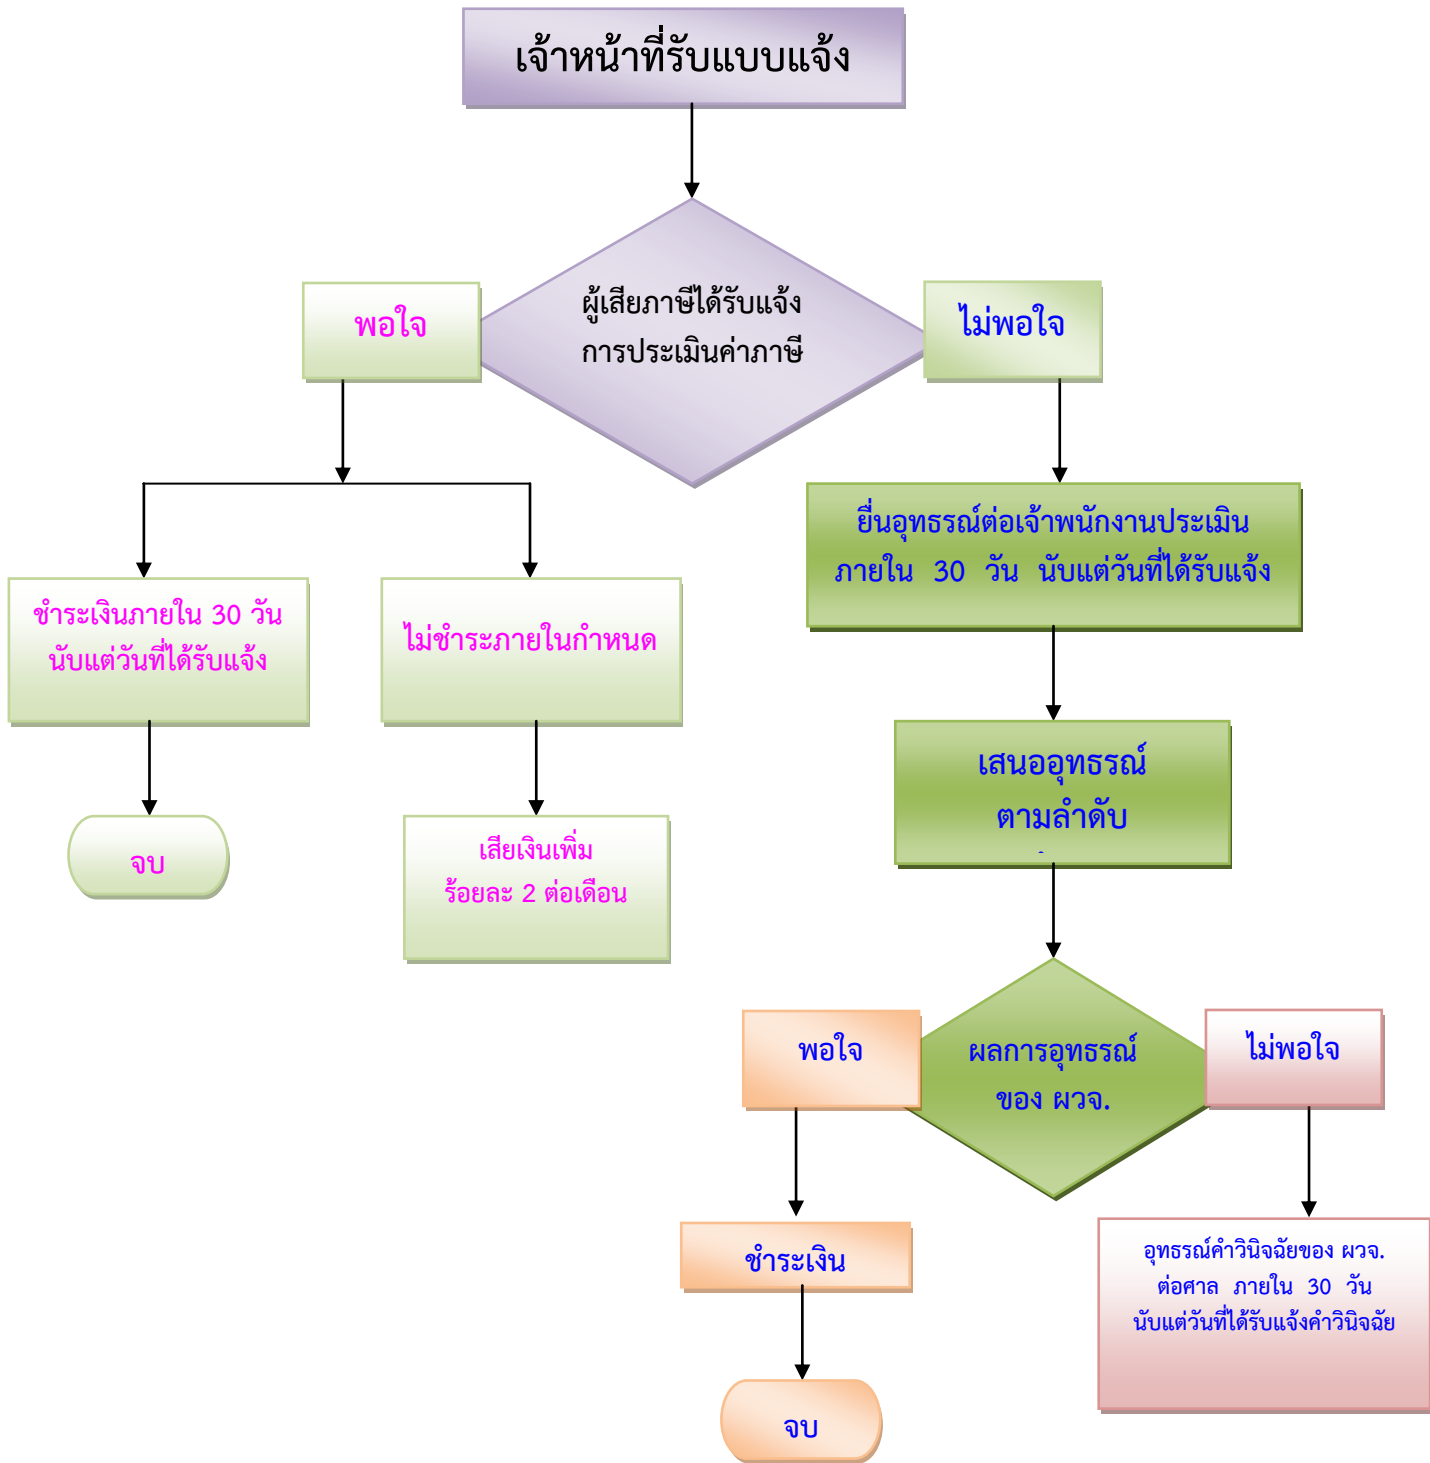 เจ้าหน้าที่รับแบบแจ้ง
ผู้เสียภาษีได้รับแจ้ง
การประเมินค่าภาษี
พอใจ
ไม่พอใจ
ยื่นอุทธรณ์ต่อเจ้าพนักงานประเมิน
ภายใน 30 วัน นับแต่วันที่ได้รับแจ้ง
ชำระเงินภายใน 30 วัน
นับแต่วันที่ได้รับแจ้ง
ไม่ชำระภายในกำหนด
เสนออุทธรณ์
ตามลำดับ
จบ
เสียเงินเพิ่ม
ร้อยละ 2 ต่อเดือน
พอใจ
ผลการอุทธรณ์
ของ ผวจ.
ไม่พอใจ
ชำระเงิน
อุทธรณ์คำวินิจฉัยของ ผวจ.
ต่อศาล ภายใน 30 วัน
นับแต่วันที่ได้รับแจ้งคำวินิจฉัย
จบ